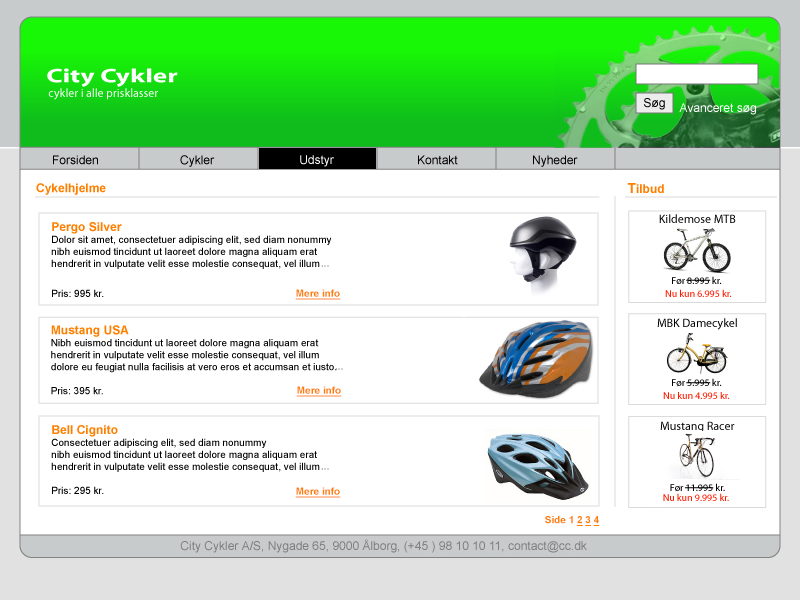 City Cykler
cykler i alle prisklasser
Søg
Avanceret søg
Forsiden
Cykler
Udstyr
Kontakt
Nyheder
Cykelhjelme
Pergo Silver
Dolor sit amet, consectetuer adipiscing elit, sed diam nonummy
nibh euismod tincidunt ut laoreet dolore magna aliquam erat
hendrerit in vulputate velit esse molestie consequat, vel illum...
Pris: 995 kr.
Mere info
Mustang USA
Nibh euismod tincidunt ut laoreet dolore magna aliquam erat
hendrerit in vulputate velit esse molestie consequat, vel illum
dolore eu feugiat nulla facilisis at vero eros et accumsan et iusto...
Pris: 395 kr.
Mere info
Bell Cignito
Consectetuer adipiscing elit, sed diam nonummy
nibh euismod tincidunt ut laoreet dolore magna aliquam erat
hendrerit in vulputate velit esse molestie consequat, vel illum...
Pris: 295 kr.
Mere info
Side 1 2 3 4
Tilbud
Kildemose MTB
Før 8.995 kr.
Nu kun 6.995 kr.
MBK Damecykel
Før 5.995 kr.
Nu kun 4.995 kr.
Mustang Racer
Før 11.995 kr.
Nu kun 9.995 kr.
City Cykler A/S, Nygade 65, 9000 Ålborg, (+45 ) 98 10 10 11, contact@cc.dk